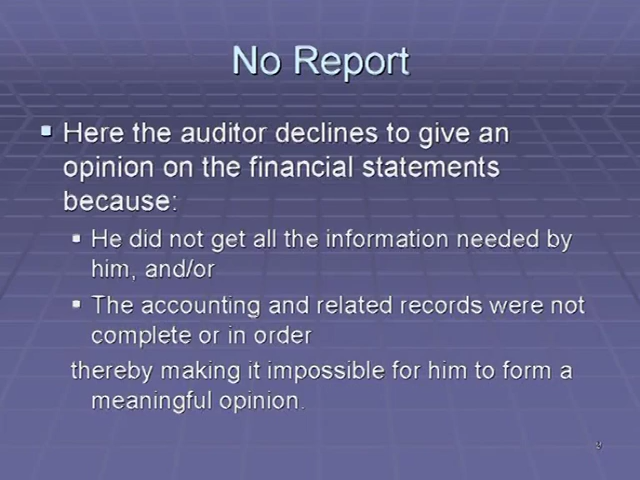 No Report
Here the auditor declines to give an
opinion on the financial statements
because:
He did not get all the information needed by
him, and/or
The accounting and related records were not
complete or in order
thereby making it impossible for him to form a
meaningful opinion.
9